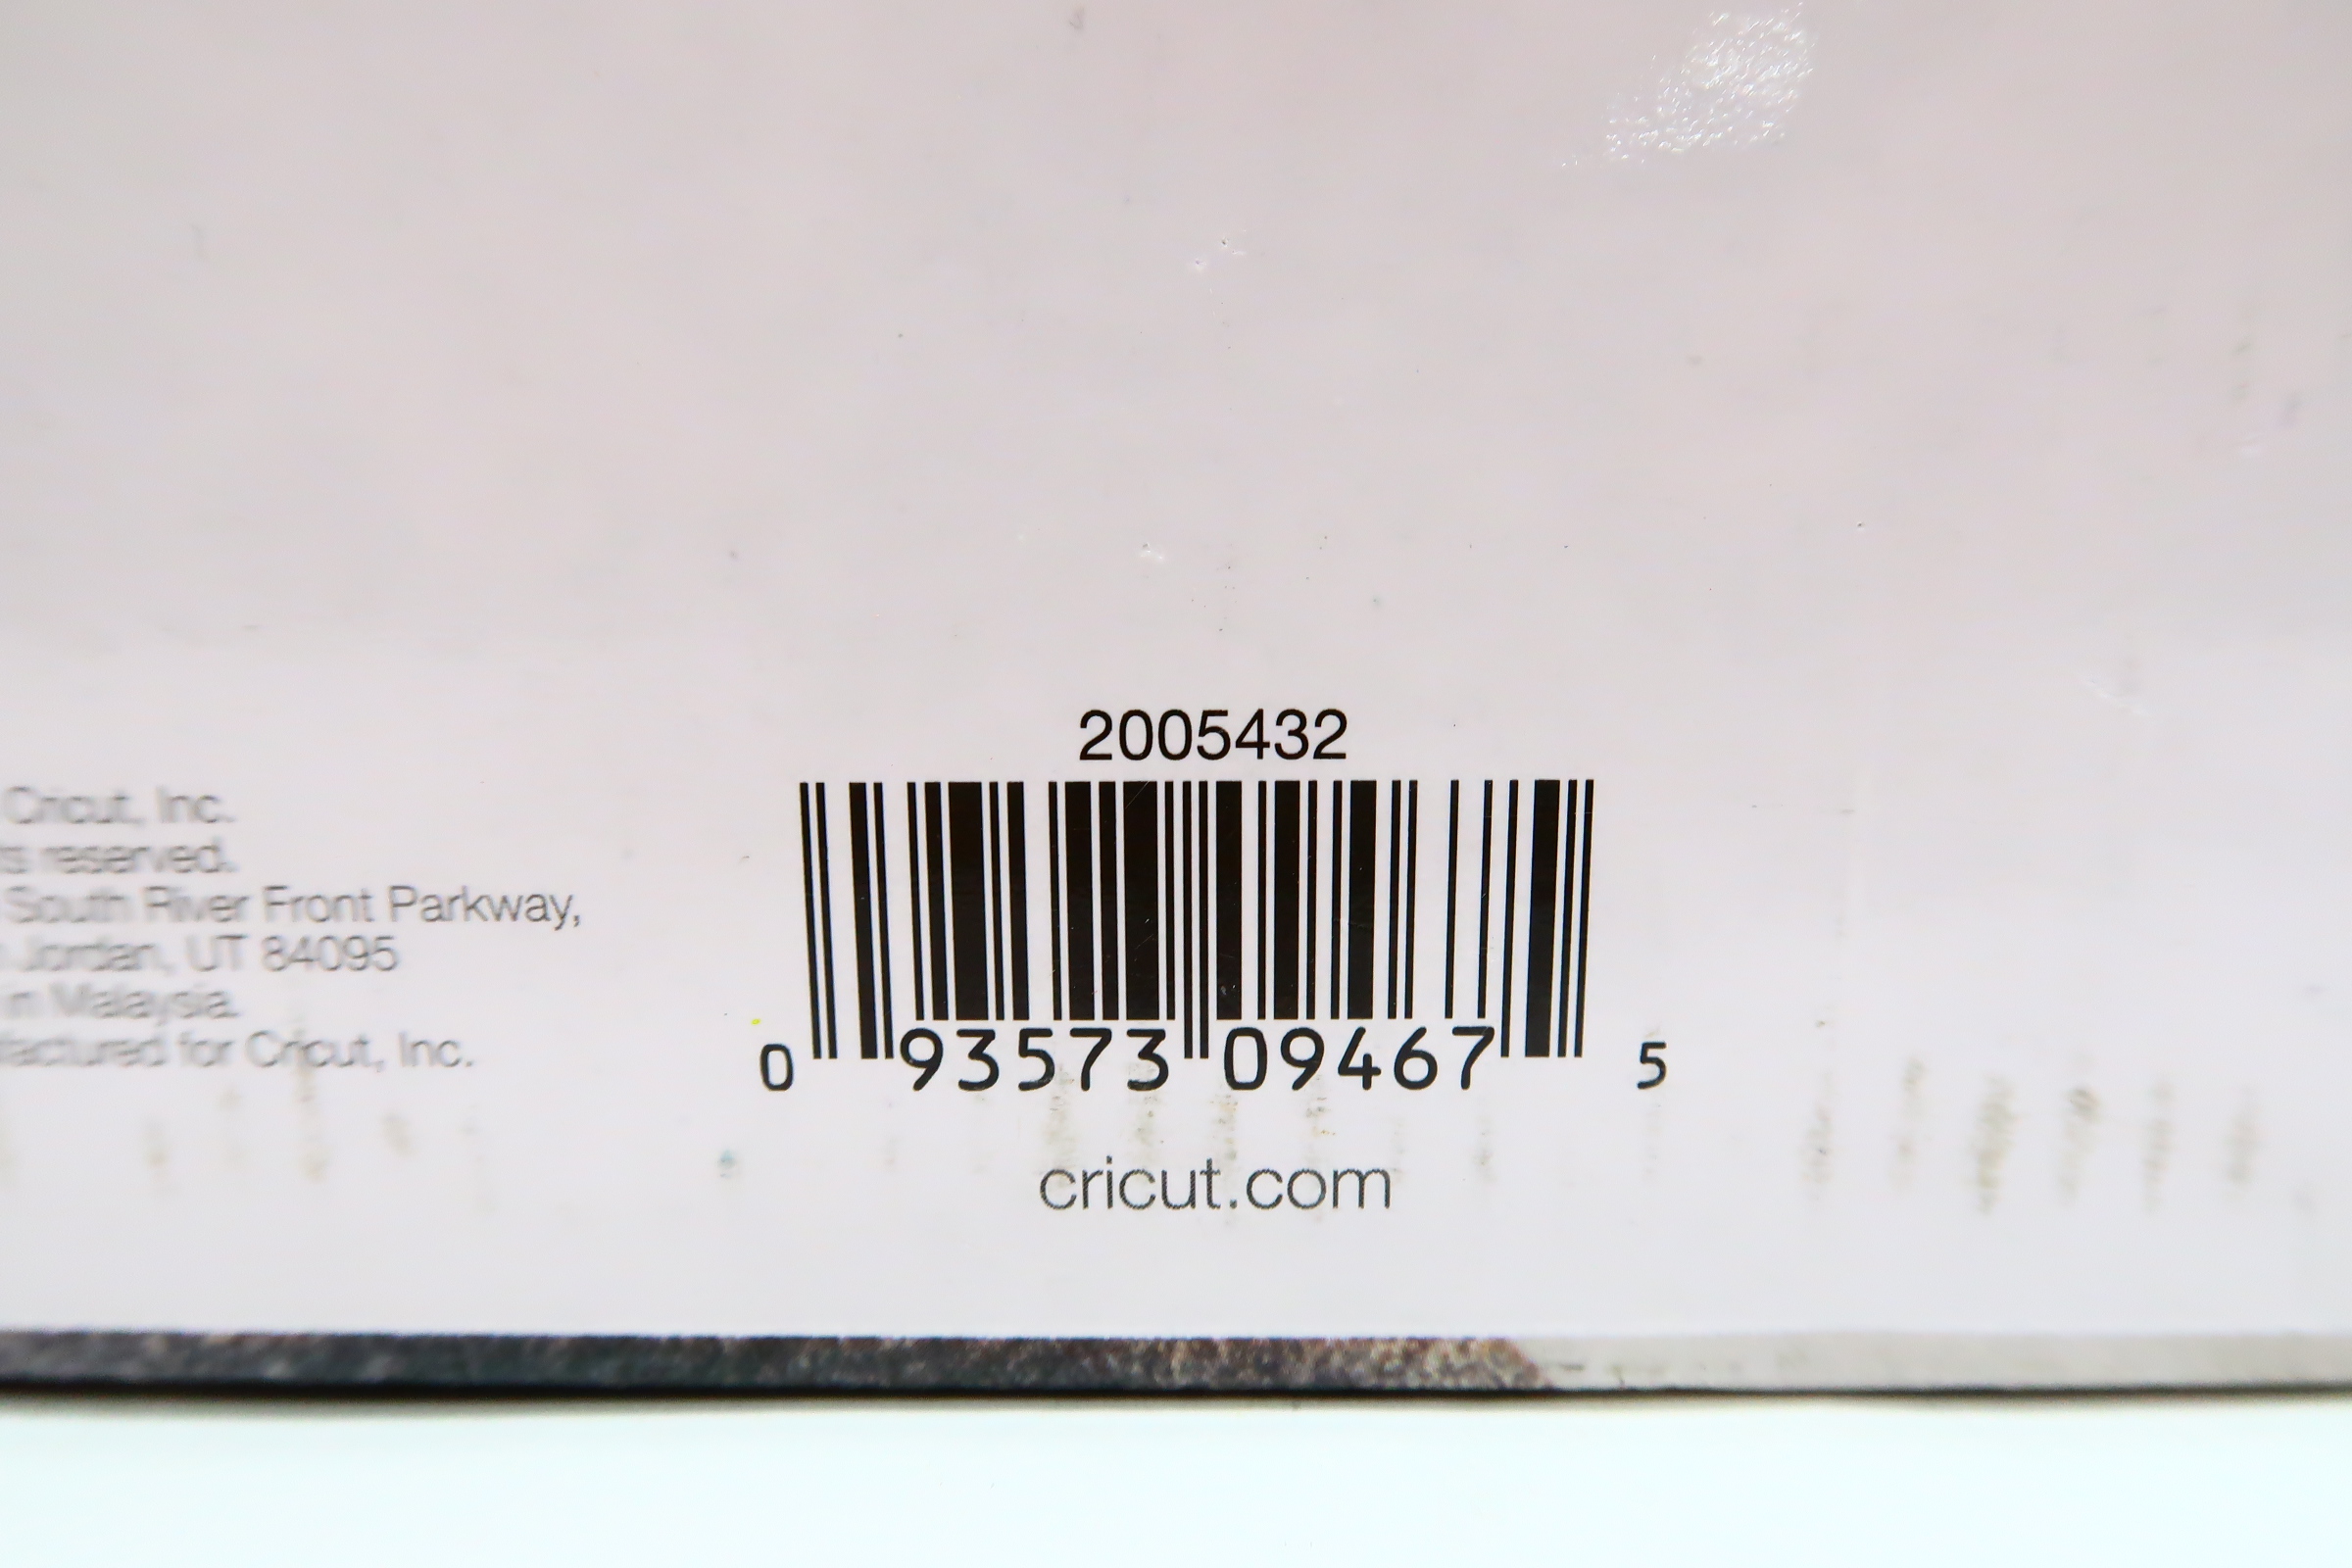 Cricut, Inc.
reserved.
South River Front Parkway,
Jordan, UT 84095
in Malaysia.
for Cricut, Inc.
2005432
0 93573 09467 5
cricut.com